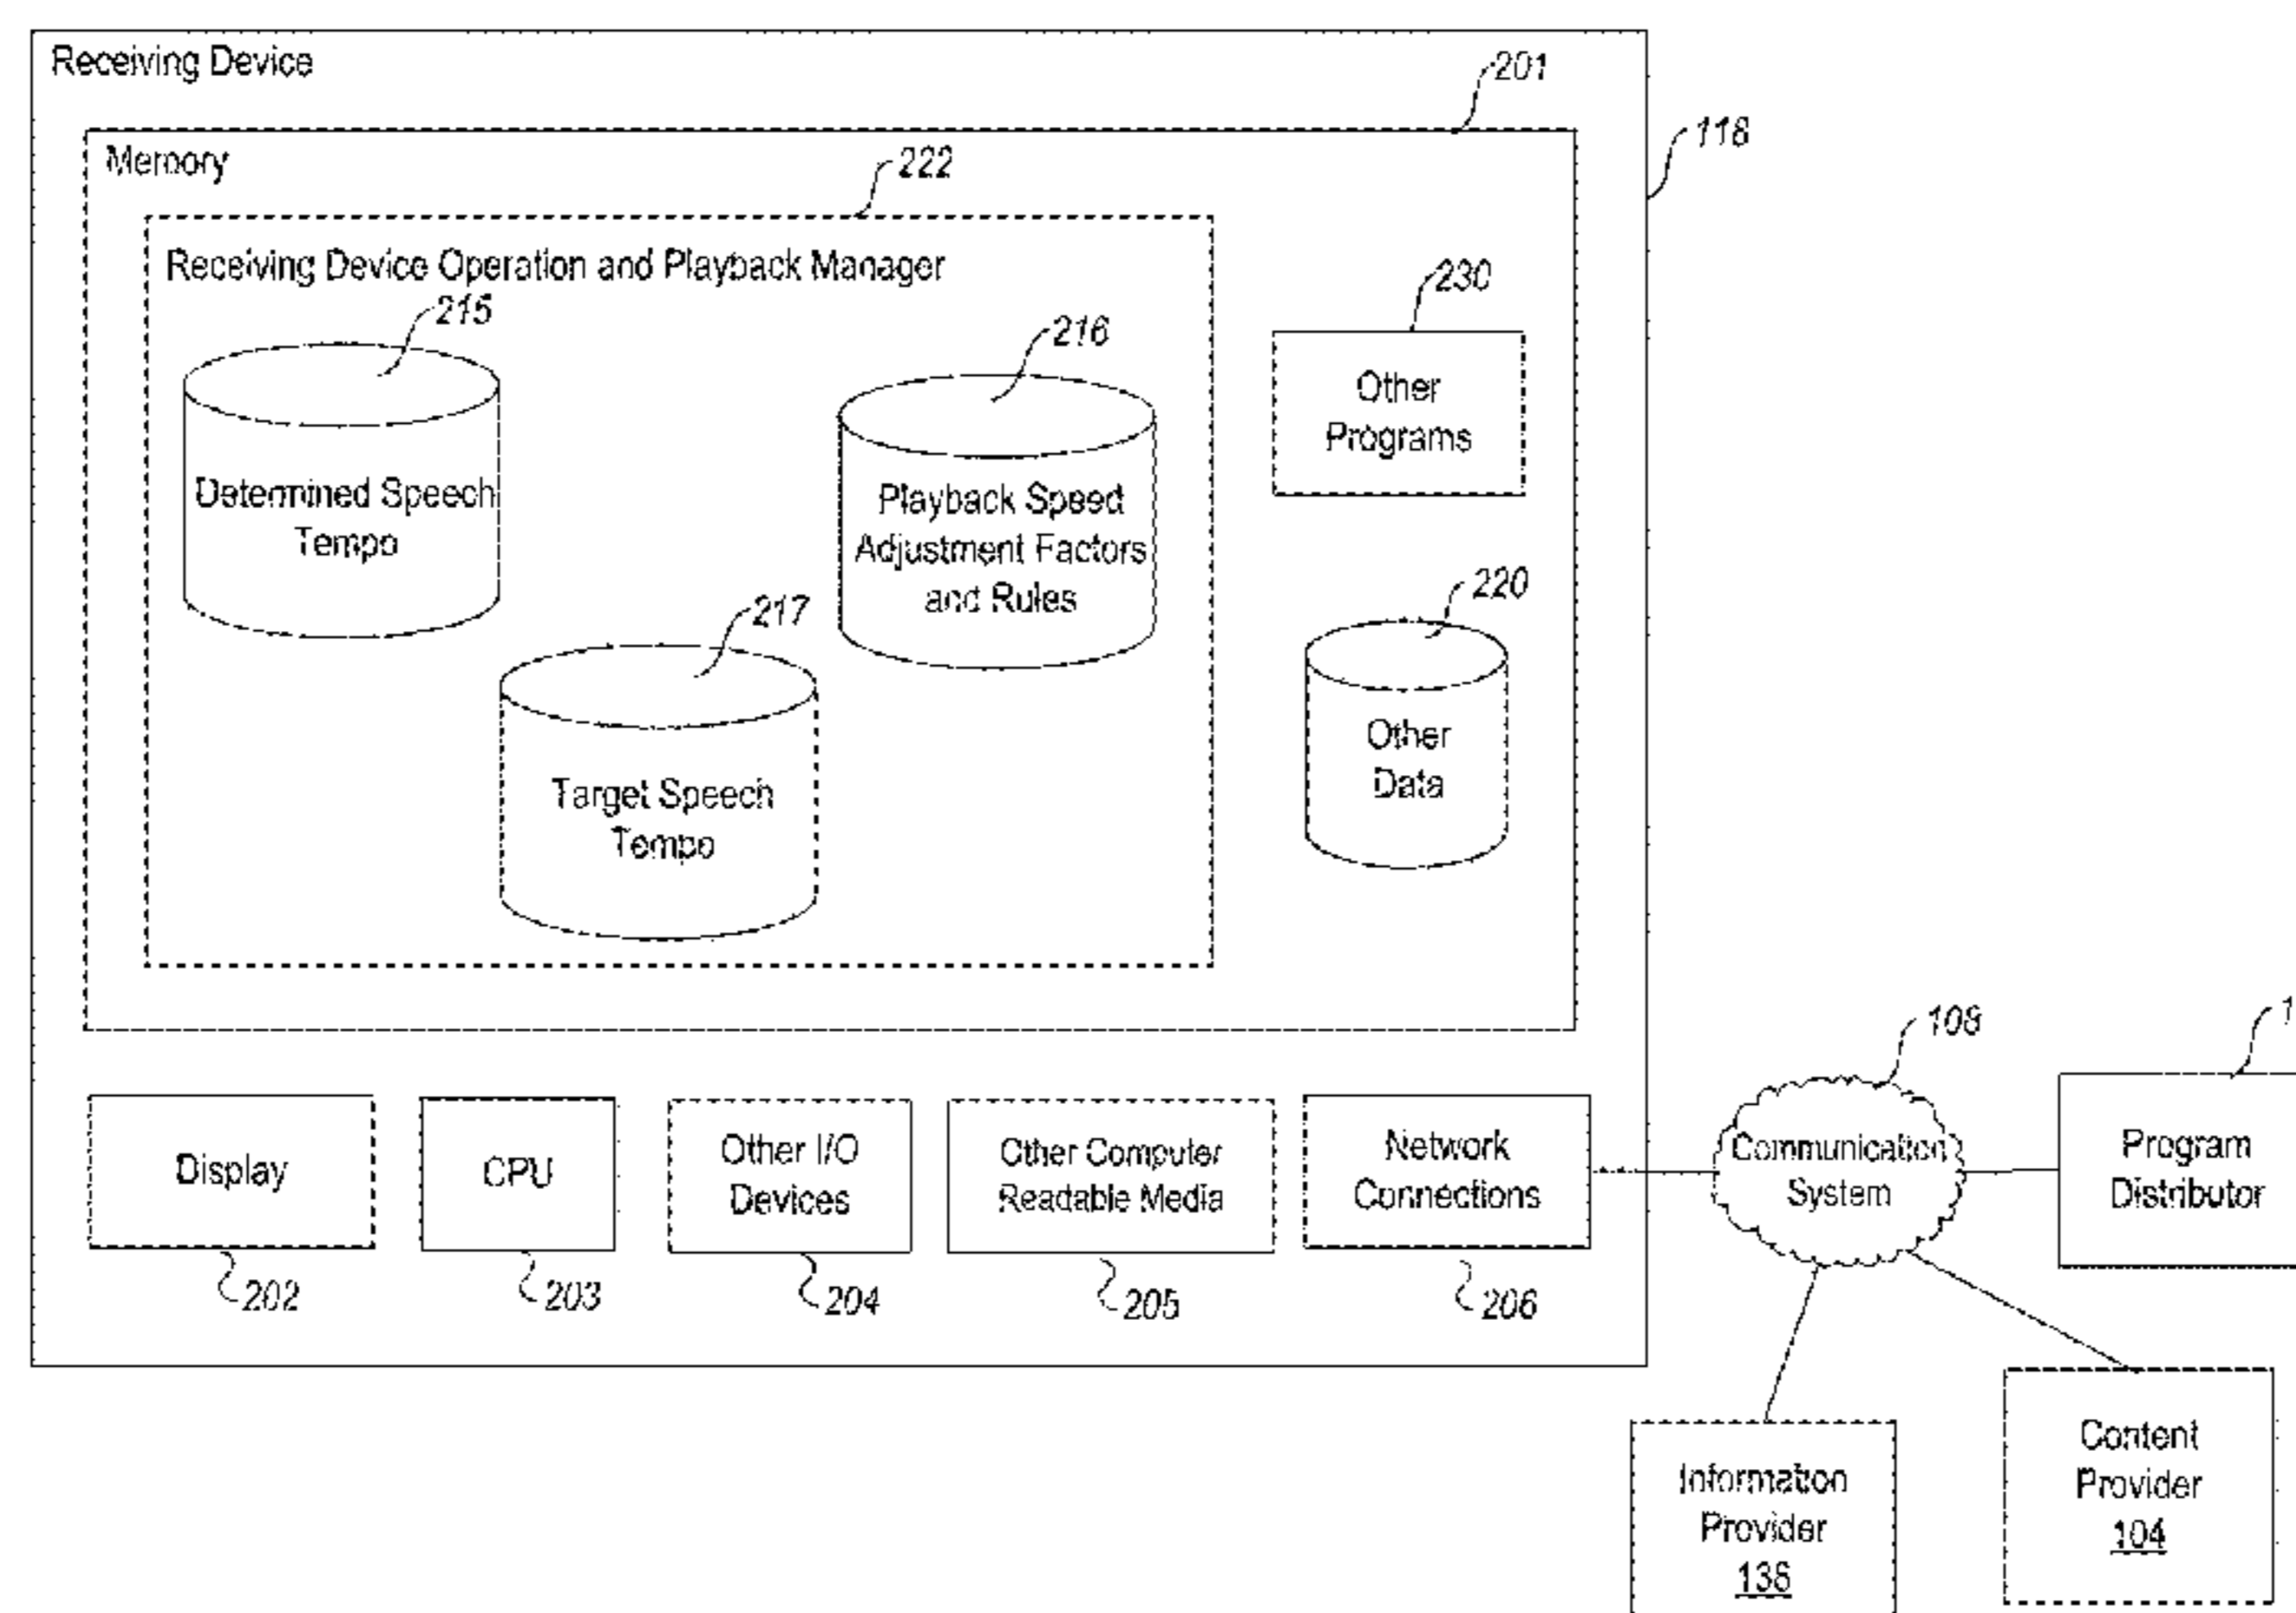 Receiving Device
201
118
Memory
222
Receiving Device Operation and Playback Manager
215
216
230
Other
Programs
Determined Speech
Tempo
Playback Speed
Adjustment Factors
and Rules
217
220
Other
Data
Target Speech
Tempo
108
1
Display
CPU
Other I/O
Devices
Other Computer
Readable Media
Network
Connections
Communication
System
Program
Distributor
202
203
204
205
206
Content
Provider
104
Information
Provider